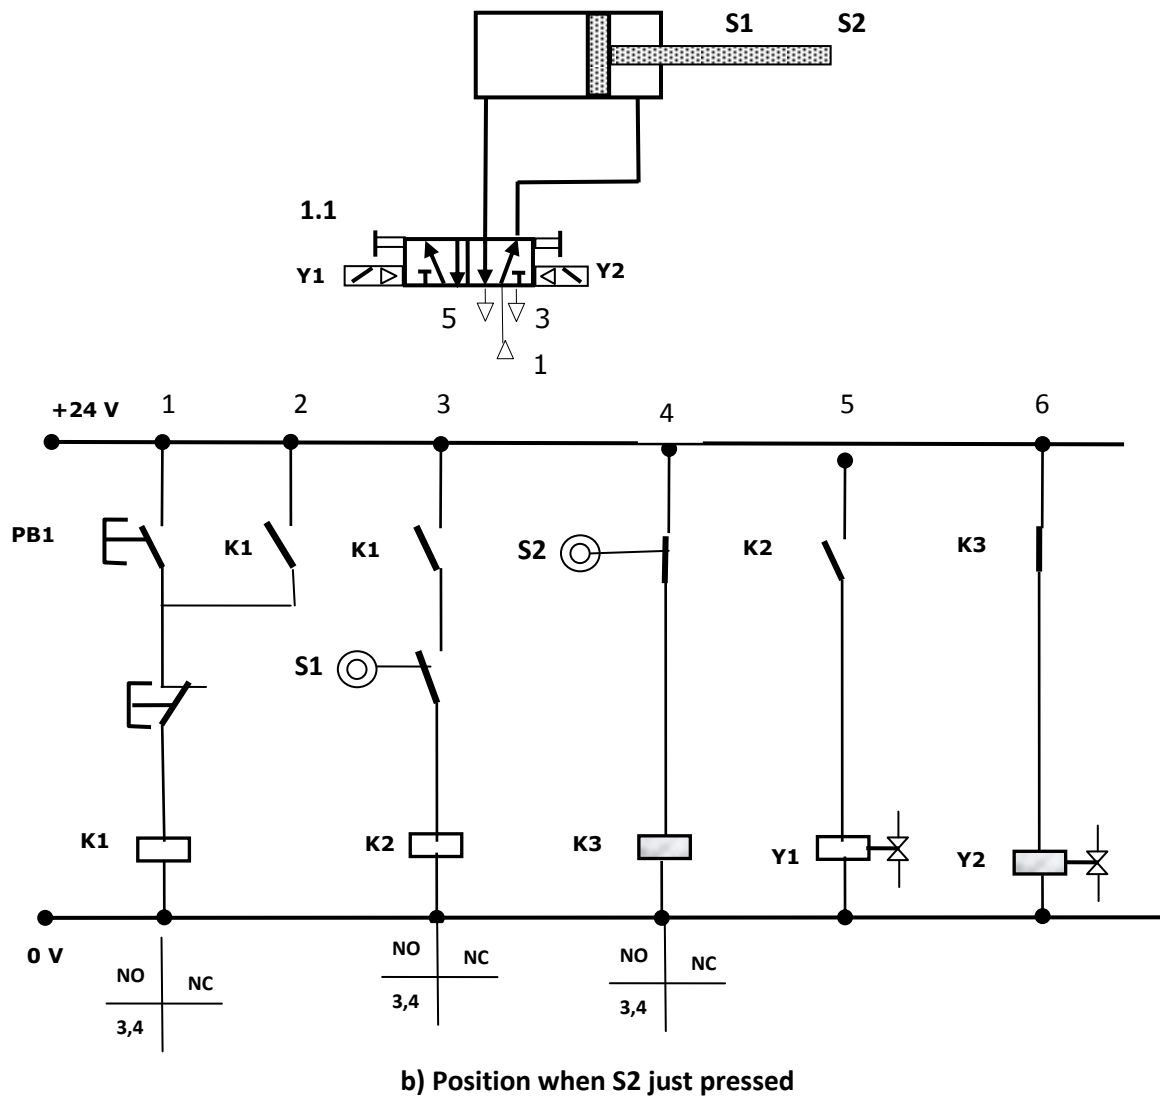 S1 S2
1.1
Y1 Y2
5 3
1
+24 V 1 2 3 4 5 6
PB1 K1 K1 S2 K2 K3
S1
K1 K2 K3 Y1 Y2
0 V
NO NC NO NC NO NC
3,4 3,4 3,4
b) Position when S2 just pressed